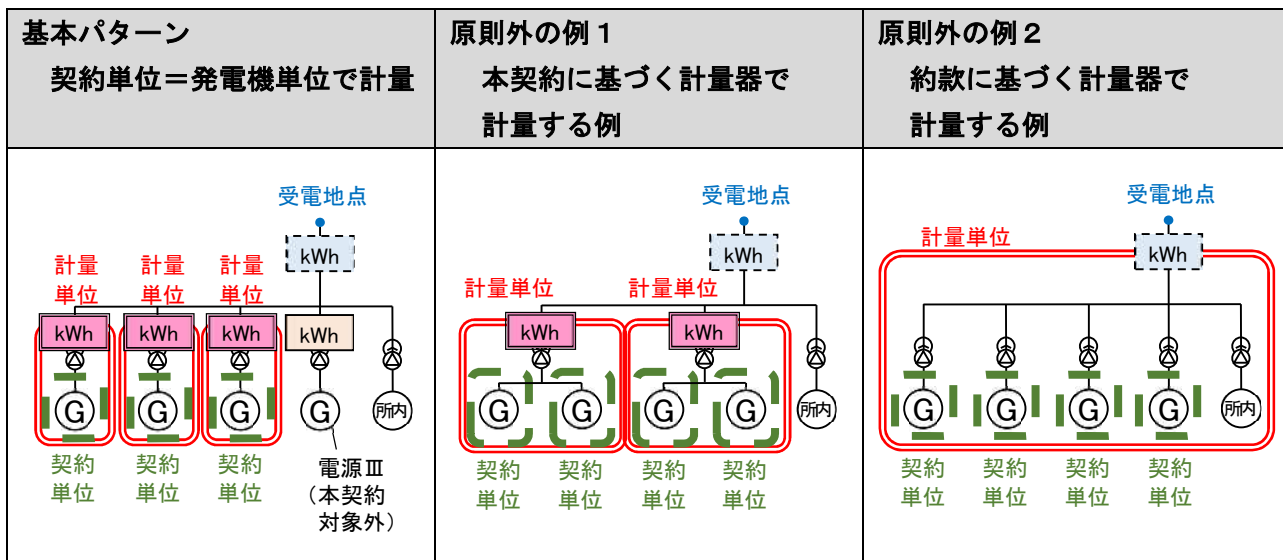 基本パターン
契約単位＝発電機単位で計量
原則外の例１
本契約に基づく計量器で
計量する例
原則外の例２
約款に基づく計量器で
計量する例
受電地点
kWh
計量
単位
計量
単位
計量
単位
kWh
kWh
kWh
kWh
G
G
G
G
所内
契約
単位
契約
単位
契約
単位
電源Ⅲ
（本契約
対象外）
受電地点
kWh
計量単位
計量単位
kWh
kWh
G
G
G
G
所内
契約
単位
契約
単位
契約
単位
契約
単位
受電地点
計量単位
kWh
G
G
G
G
所内
契約
単位
契約
単位
契約
単位
契約
単位